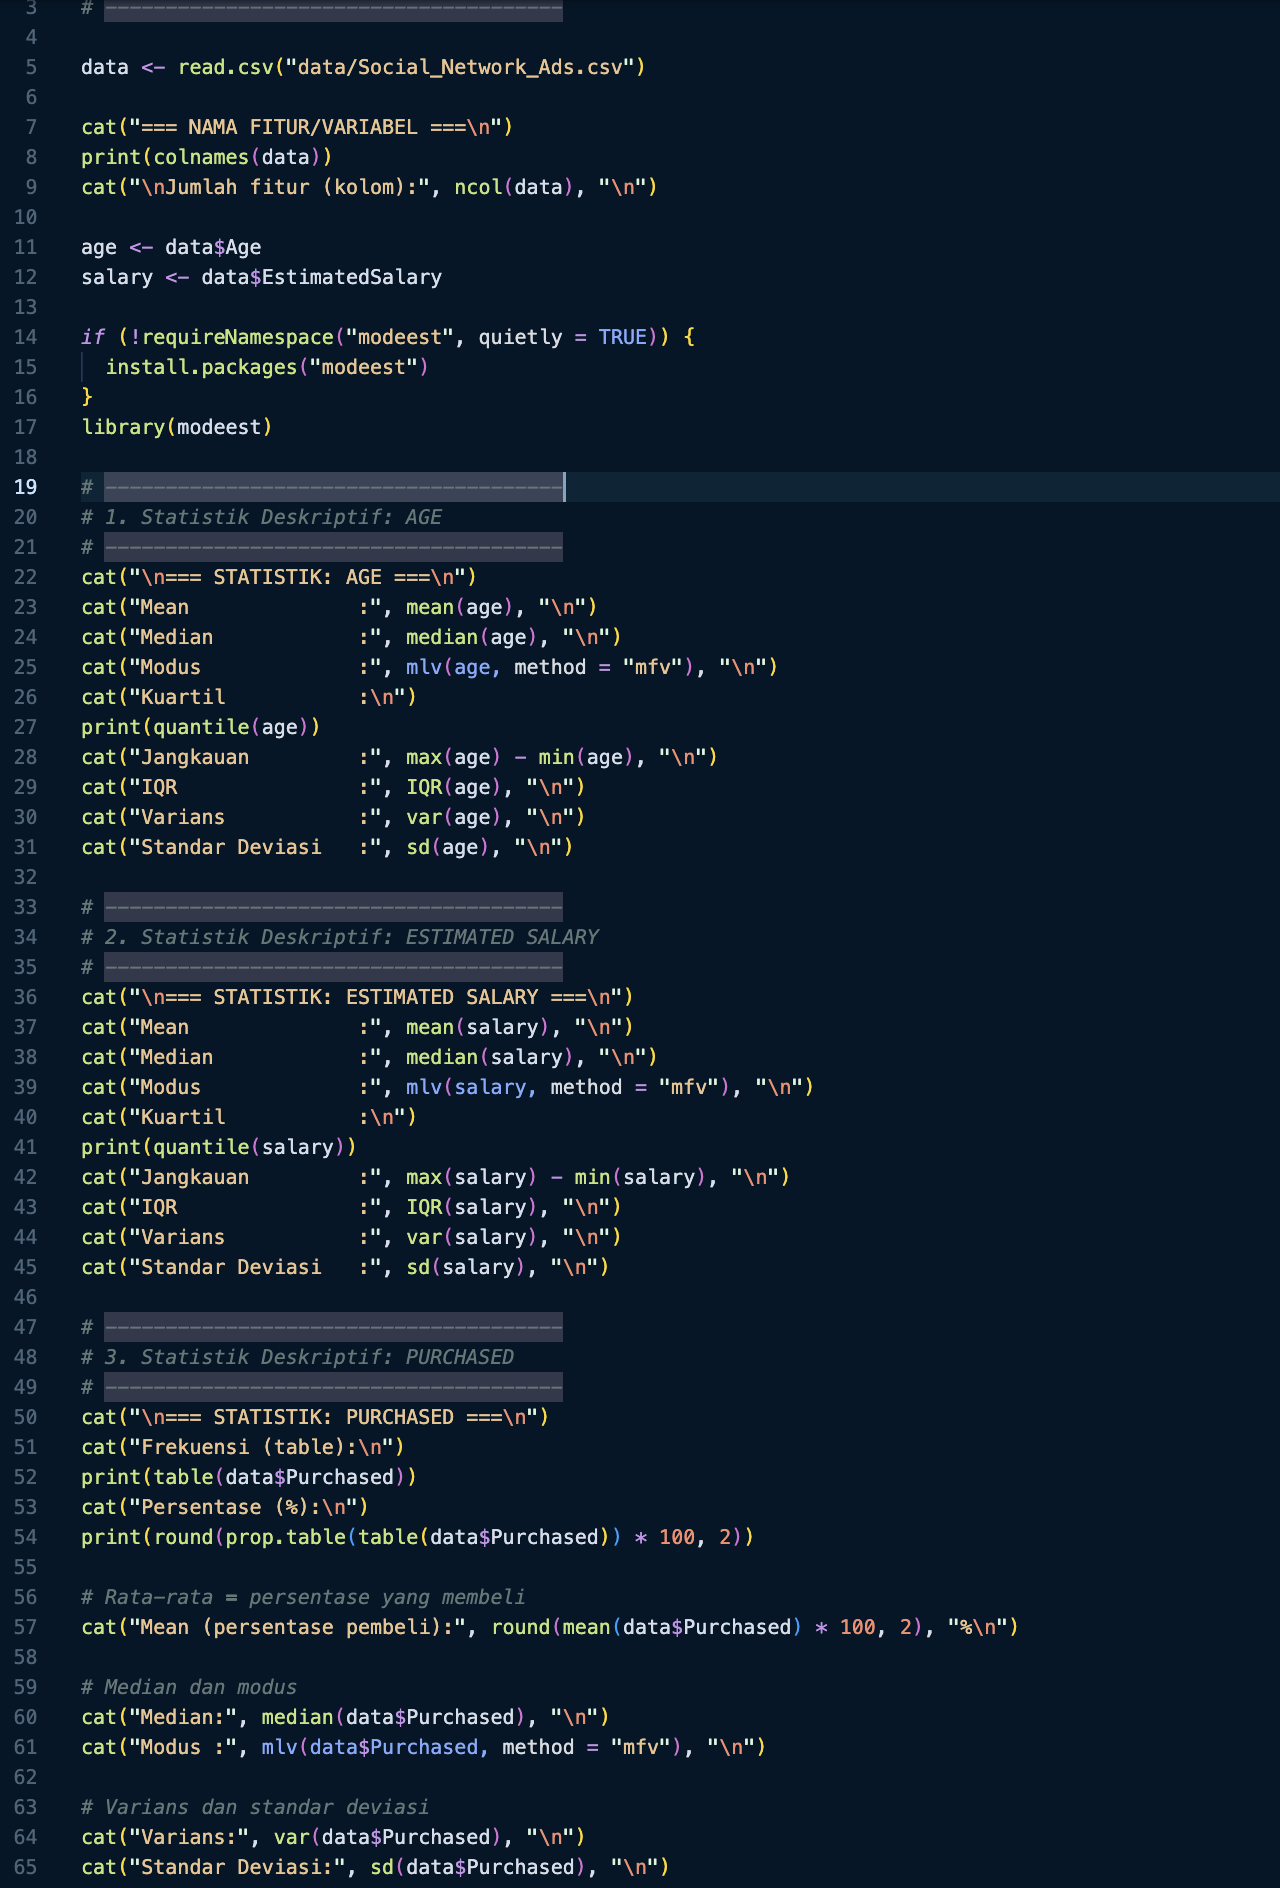 3 # --------------------------------------
4
5 data <- read.csv("data/Social_Network_Ads.csv")
6
7 cat("=== NAMA FITUR/VARIABEL ===\n")
8 print(colnames(data))
9 cat("\nJumlah fitur (kolom):", ncol(data), "\n")
10
11 age <- data$Age
12 salary <- data$EstimatedSalary
13
14 if (!requireNamespace("modeest", quietly = TRUE)) {
15   install.packages("modeest")
16 }
17 library(modeest)
18
19 # --------------------------------------
20 # 1. Statistik Deskriptif: AGE
21 # --------------------------------------
22 cat("\n=== STATISTIK: AGE ===\n")
23 cat("Mean              :", mean(age), "\n")
24 cat("Median            :", median(age), "\n")
25 cat("Modus             :", mlv(age, method = "mfv"), "\n")
26 cat("Kuartil           :\n")
27 print(quantile(age))
28 cat("Jangkauan         :", max(age) - min(age), "\n")
29 cat("IQR               :", IQR(age), "\n")
30 cat("Varians           :", var(age), "\n")
31 cat("Standar Deviasi   :", sd(age), "\n")
32
33 # --------------------------------------
34 # 2. Statistik Deskriptif: ESTIMATED SALARY
35 # --------------------------------------
36 cat("\n=== STATISTIK: ESTIMATED SALARY ===\n")
37 cat("Mean              :", mean(salary), "\n")
38 cat("Median            :", median(salary), "\n")
39 cat("Modus             :", mlv(salary, method = "mfv"), "\n")
40 cat("Kuartil           :\n")
41 print(quantile(salary))
42 cat("Jangkauan         :", max(salary) - min(salary), "\n")
43 cat("IQR               :", IQR(salary), "\n")
44 cat("Varians           :", var(salary), "\n")
45 cat("Standar Deviasi   :", sd(salary), "\n")
46
47 # --------------------------------------
48 # 3. Statistik Deskriptif: PURCHASED
49 # --------------------------------------
50 cat("\n=== STATISTIK: PURCHASED ===\n")
51 cat("Frekuensi (table):\n")
52 print(table(data$Purchased))
53 cat("Persentase (%):\n")
54 print(round(prop.table(table(data$Purchased)) * 100, 2))
55
56 # Rata-rata = persentase yang membeli
57 cat("Mean (persentase pembeli):", round(mean(data$Purchased) * 100, 2), "%\n")
58
59 # Median dan modus
60 cat("Median:", median(data$Purchased), "\n")
61 cat("Modus :", mlv(data$Purchased, method = "mfv"), "\n")
62
63 # Varians dan standar deviasi
64 cat("Varians:", var(data$Purchased), "\n")
65 cat("Standar Deviasi:", sd(data$Purchased), "\n")